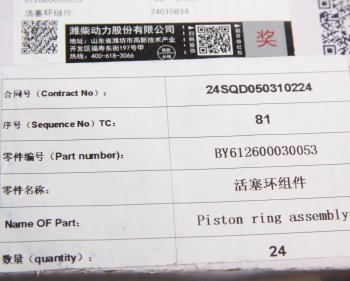 活塞环组件
24010834
潍柴动力股份有限公司
地址：山东省潍坊市高新技术产业
开发区福寿东街197号甲
热线：400-618-3066
奖
合同号（Contract No）：
24SQD050310224
序号（Sequence No）TC：
81
零件编号（Part number)：
BY612600030053
零件名称：
活塞环组件
Name OF Part:
Piston ring assembly
数量（quantity）：
24